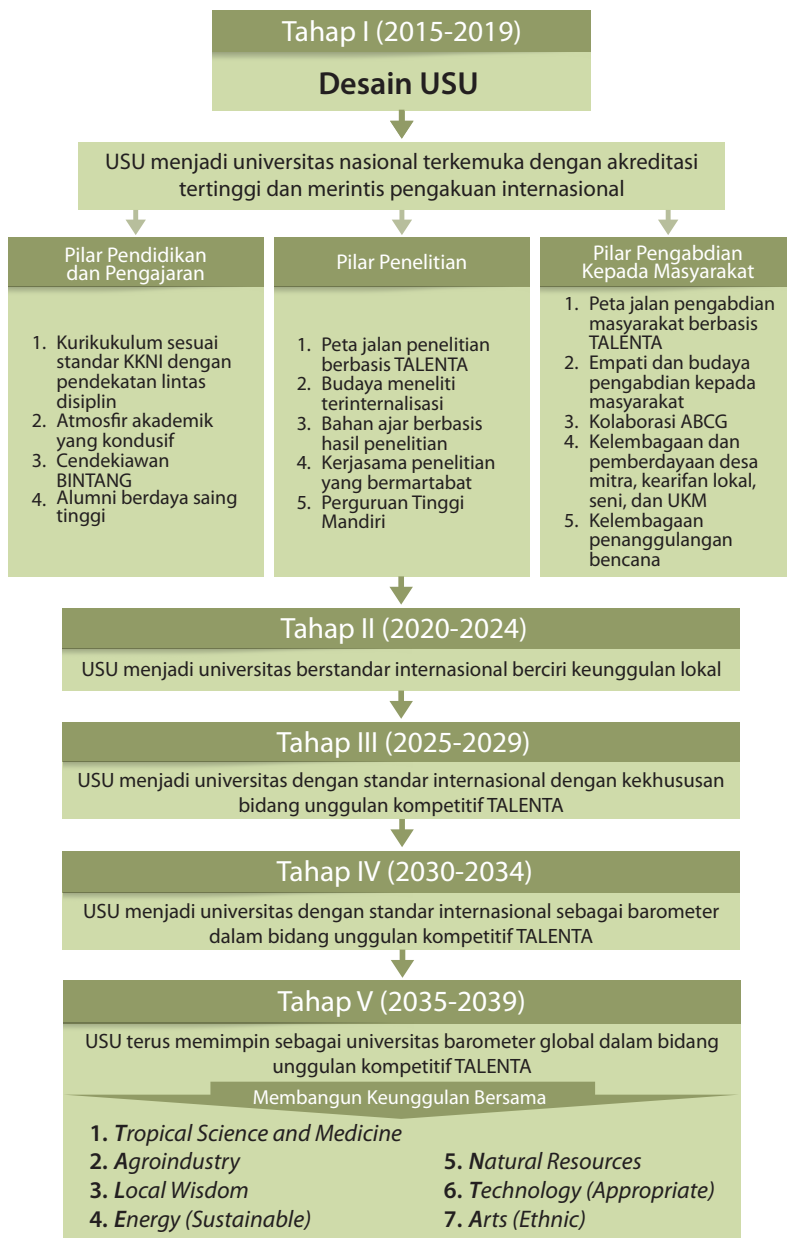 Tahap I (2015-2019)
Desain USU
USU menjadi universitas nasional terkemuka dengan akreditasi
tertinggi dan merintis pengakuan internasional
Pilar Pendidikan
dan Pengajaran
1. Kurikukulum sesuai
standar KKNI dengan
pendekatan lintas
disiplin
2. Atmosfir akademik
yang kondusif
3. Cendekiawan
BINTANG
4. Alumni berdaya saing
tinggi
Pilar Penelitian
1. Peta jalan penelitian
berbasis TALENTA
2. Budaya meneliti
terinternalisasi
3. Bahan ajar berbasis
hasil penelitian
4. Kerjasama penelitian
yang bermartabat
5. Perguruan Tinggi
Mandiri
Pilar Pengabdian
Kepada Masyarakat
1. Peta jalan pengabdian
masyarakat berbasis
TALENTA
2. Empati dan budaya
pengabdian kepada
masyarakat
3. Kolaborasi ABCG
4. Kelembagaan dan
pemberdayaan desa
mitra, kearifan lokal,
seni, dan UKM
5. Kelembagaan
penanggulangan
bencana
Tahap II (2020-2024)
USU menjadi universitas berstandar internasional berciri keunggulan lokal
Tahap III (2025-2029)
USU menjadi universitas dengan standar internasional dengan kekhususan
bidang unggulan kompetitif TALENTA
Tahap IV (2030-2034)
USU menjadi universitas dengan standar internasional sebagai barometer
dalam bidang unggulan kompetitif TALENTA
Tahap V (2035-2039)
USU terus memimpin sebagai universitas barometer global dalam bidang
unggulan kompetitif TALENTA
Membangun Keunggulan Bersama
1. Tropical Science and Medicine
2. Agroindustry
3. Local Wisdom
4. Energy (Sustainable)
5. Natural Resources
6. Technology (Appropriate)
7. Arts (Ethnic)